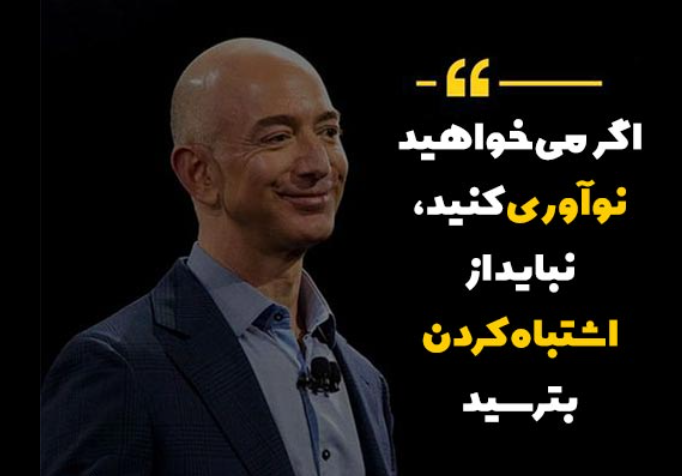 اگر می‌خواهید
نوآوری کنید،
نباید از
اشتباه کردن
بترسید